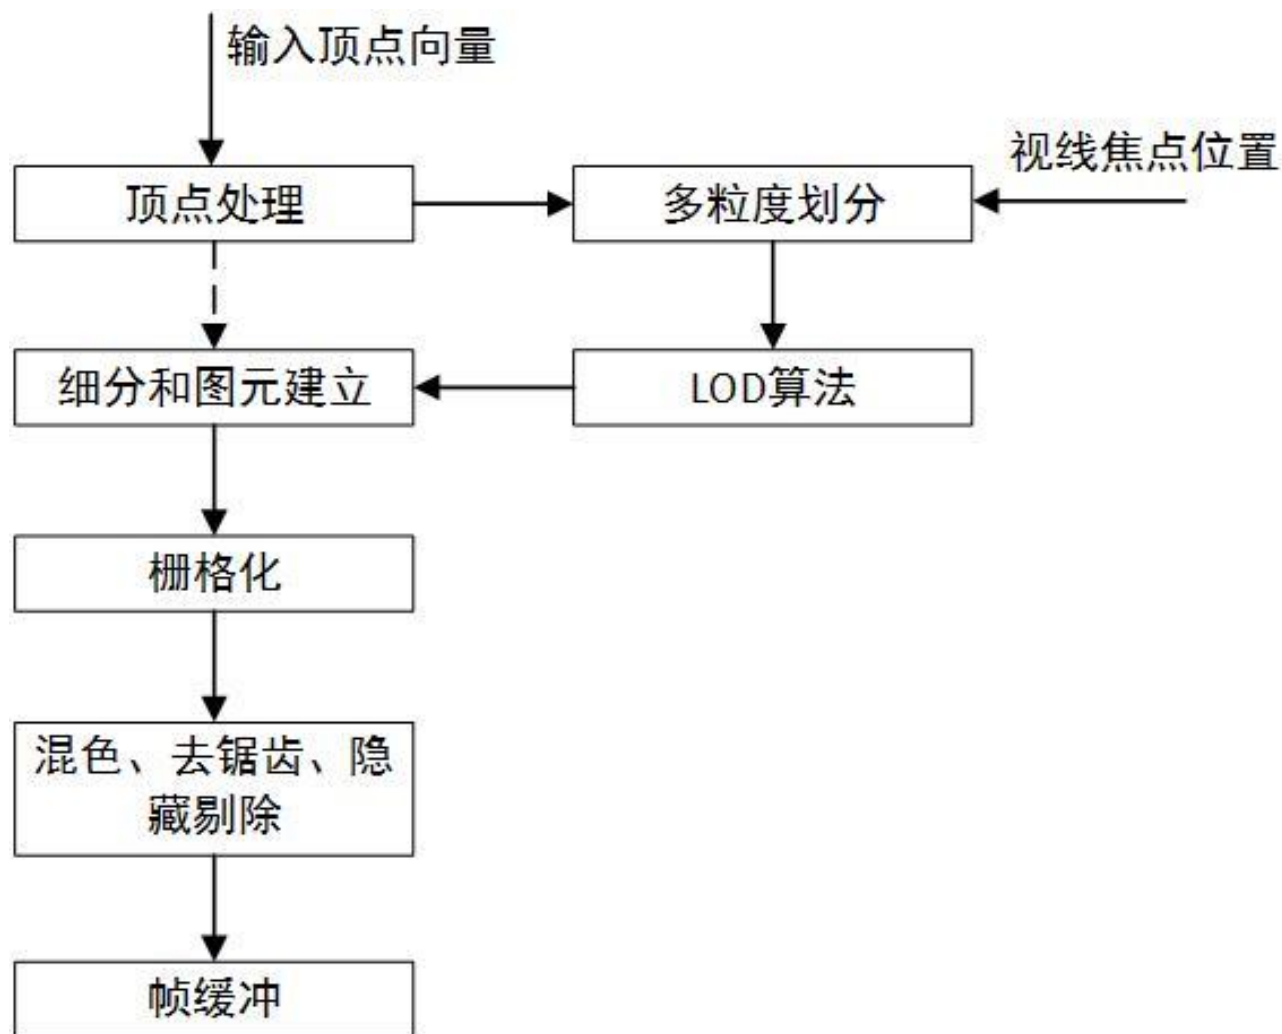 输入顶点向量
视线焦点位置
顶点处理
多粒度划分
细分和图元建立
LOD算法
栅格化
混色、去锯齿、隐
藏剔除
帧缓冲